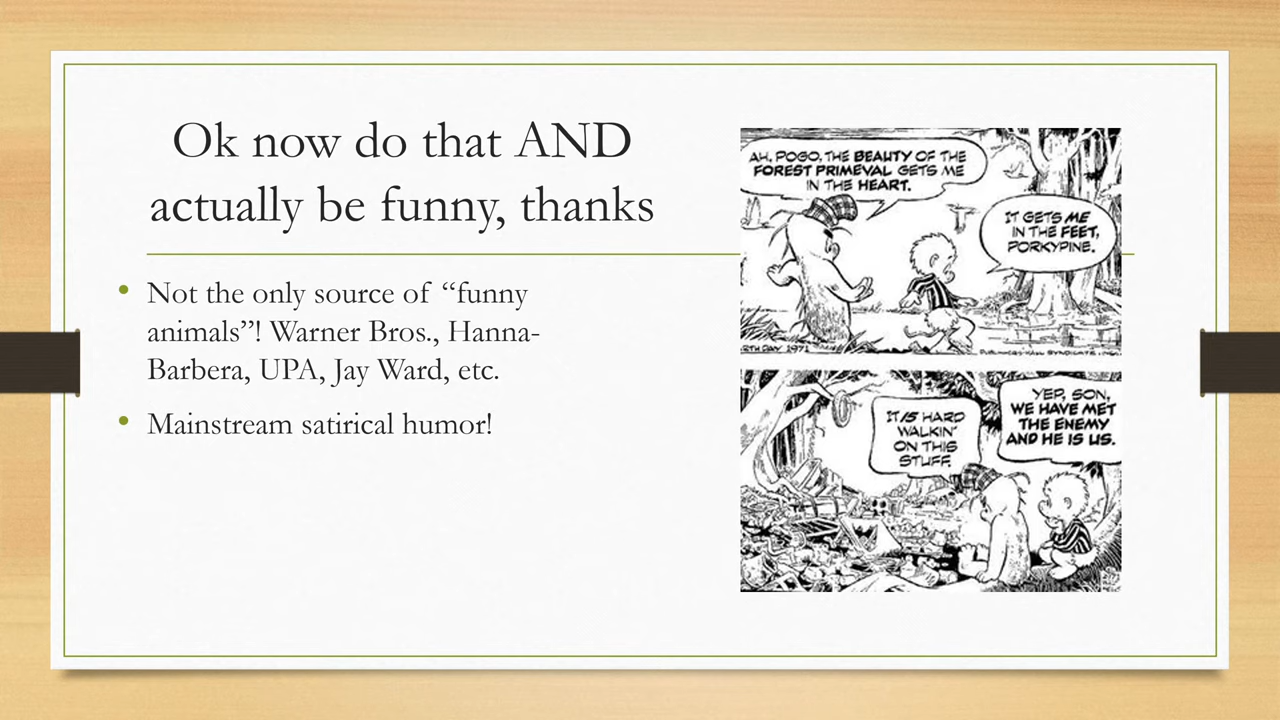 Ok now do that AND
actually be funny, thanks
• Not the only source of “funny
animals”! Warner Bros., Hanna-
Barbera, UPA, Jay Ward, etc.
• Mainstream satirical humor!
AH, POGO, THE BEAUTY OF THE
FOREST PRIMEVAL GETS ME
IN THE HEART.
IT GETS ME
IN THE FEET,
PORKYPINE.
RTH DAY 1971
IT IS HARD
WALKIN'
ON THIS
STUFF.
YEP, SON,
WE HAVE MET
THE ENEMY
AND HE IS US.